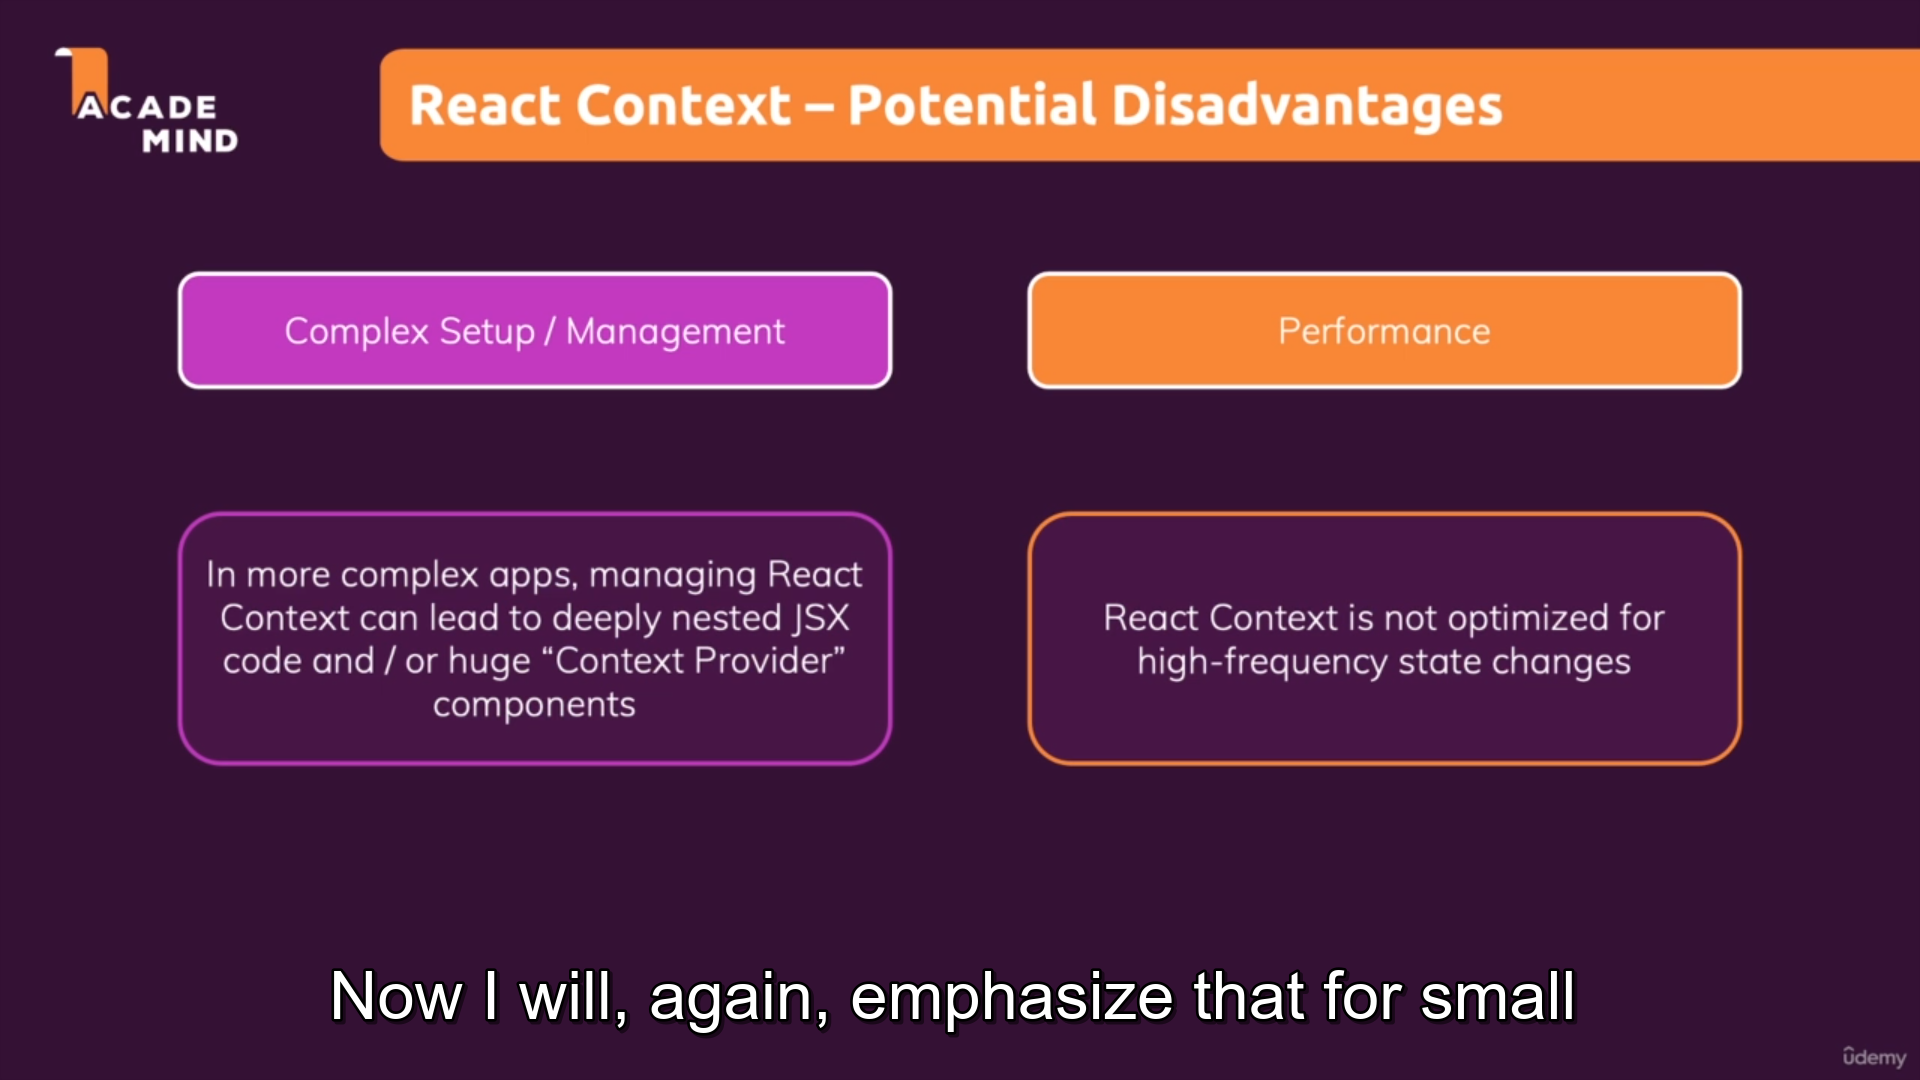 ACADE
MIND
React Context – Potential Disadvantages
Complex Setup / Management
Performance
In more complex apps, managing React
Context can lead to deeply nested JSX
code and / or huge “Context Provider”
components
React Context is not optimized for
high-frequency state changes
Now I will, again, emphasize that for small
ûdemy